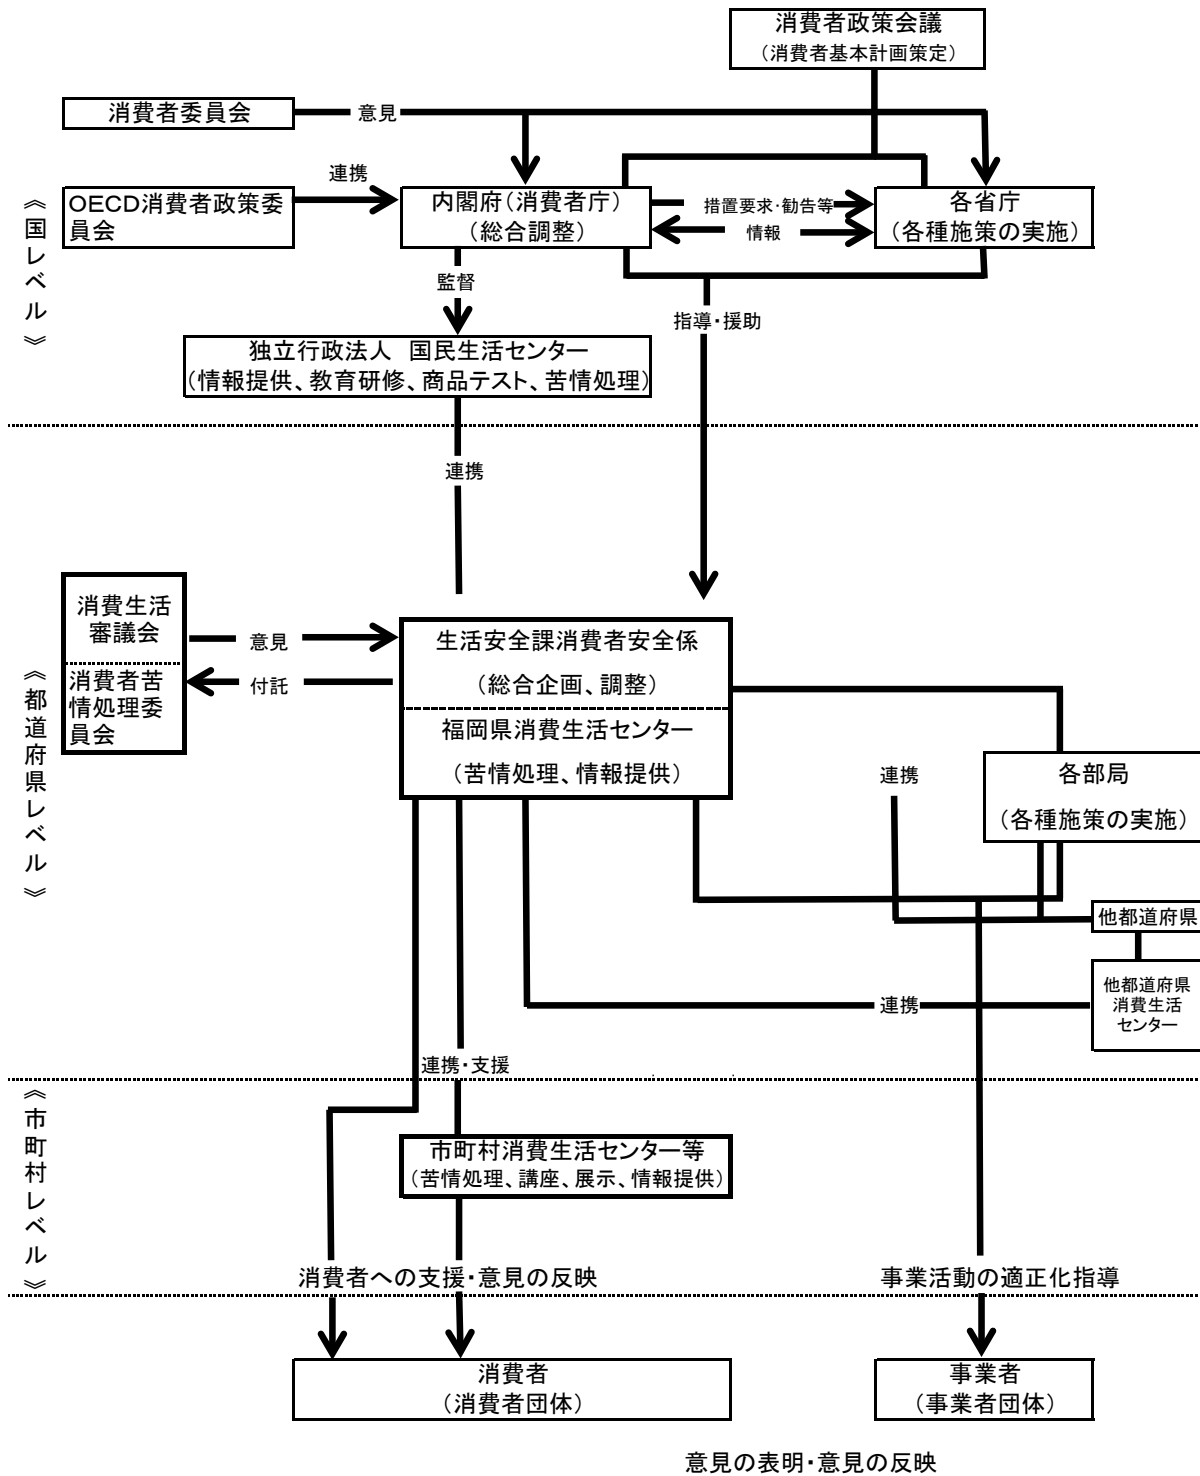 消費者政策会議
(消費者基本計画策定)
消費者委員会
意見
連携
OECD消費者政策委
員会
内閣府(消費者庁)
(総合調整)
措置要求・勧告等
情報
各省庁
(各種施策の実施)
《国レベル》
監督
指導・援助
独立行政法人 国民生活センター
(情報提供、教育研修、商品テスト、苦情処理)
連携
消費生活
審議会
消費者苦
情処理委
員会
意見
付託
生活安全課消費者安全係
(総合企画、調整)
福岡県消費生活センター
(苦情処理、情報提供)
《都道府県レベル》
連携
各部局
(各種施策の実施)
他都道府県
他都道府県
消費生活
センター
連携
連携・支援
《市町村レベル》
市町村消費生活センター等
(苦情処理、講座、展示、情報提供)
消費者への支援・意見の反映
事業活動の適正化指導
消費者
(消費者団体)
事業者
(事業者団体)
意見の表明・意見の反映